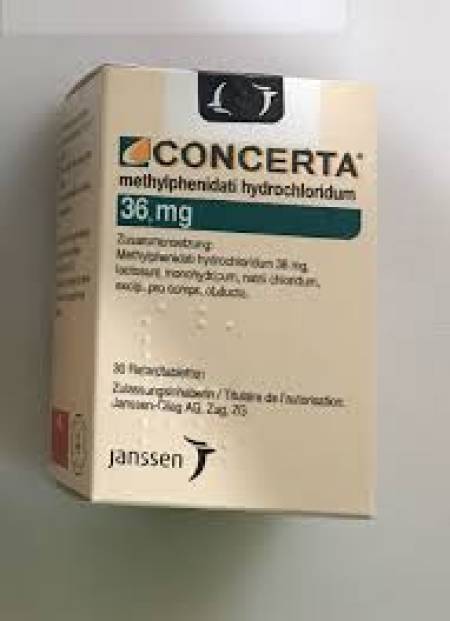 CONCERTA®
methylphenidati hydrochloridum
36 mg
Zusammensetzung:
Methylphenidati hydrochloridum 36 mg,
lactosum monohydricum, natrii chloridum,
excip. pro compr. obducto.
30 Retardtabletten
Zulassungsinhaberin / Titulaire de l'autorisation:
Janssen-Cilag AG, Zug, ZG
janssen